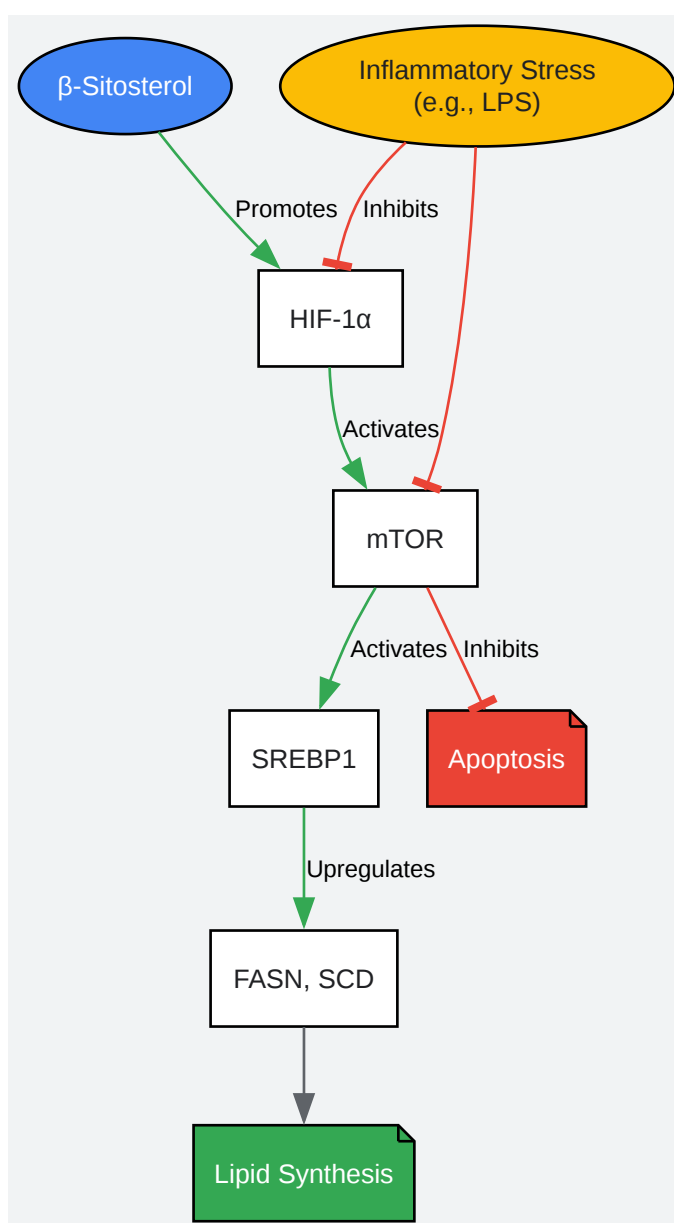 β-Sitosterol
Inflammatory Stress
(e.g., LPS)
Promotes
Inhibits
HIF-1α
Activates
mTOR
Activates
Inhibits
SREBP1
Apoptosis
Upregulates
FASN, SCD
Lipid Synthesis